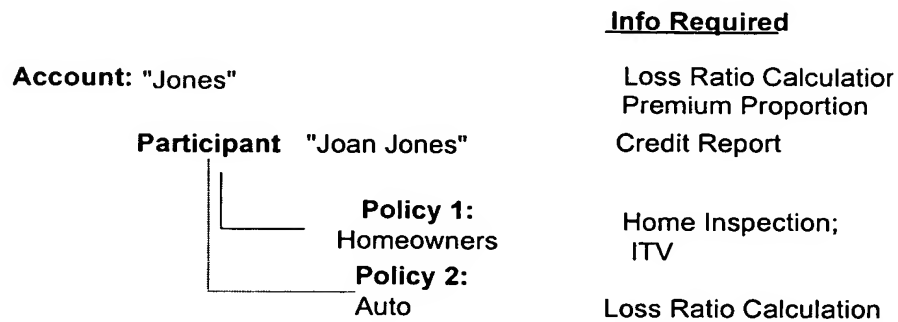 Info Required
Account: "Jones" Loss Ratio Calculatior
Premium Proportion
Participant "Joan Jones" Credit Report
Policy 1:
Homeowners
Home Inspection;
ITV
Policy 2:
Auto
Loss Ratio Calculation